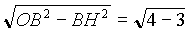 √(OB² − BH²) = √(4 − 3)